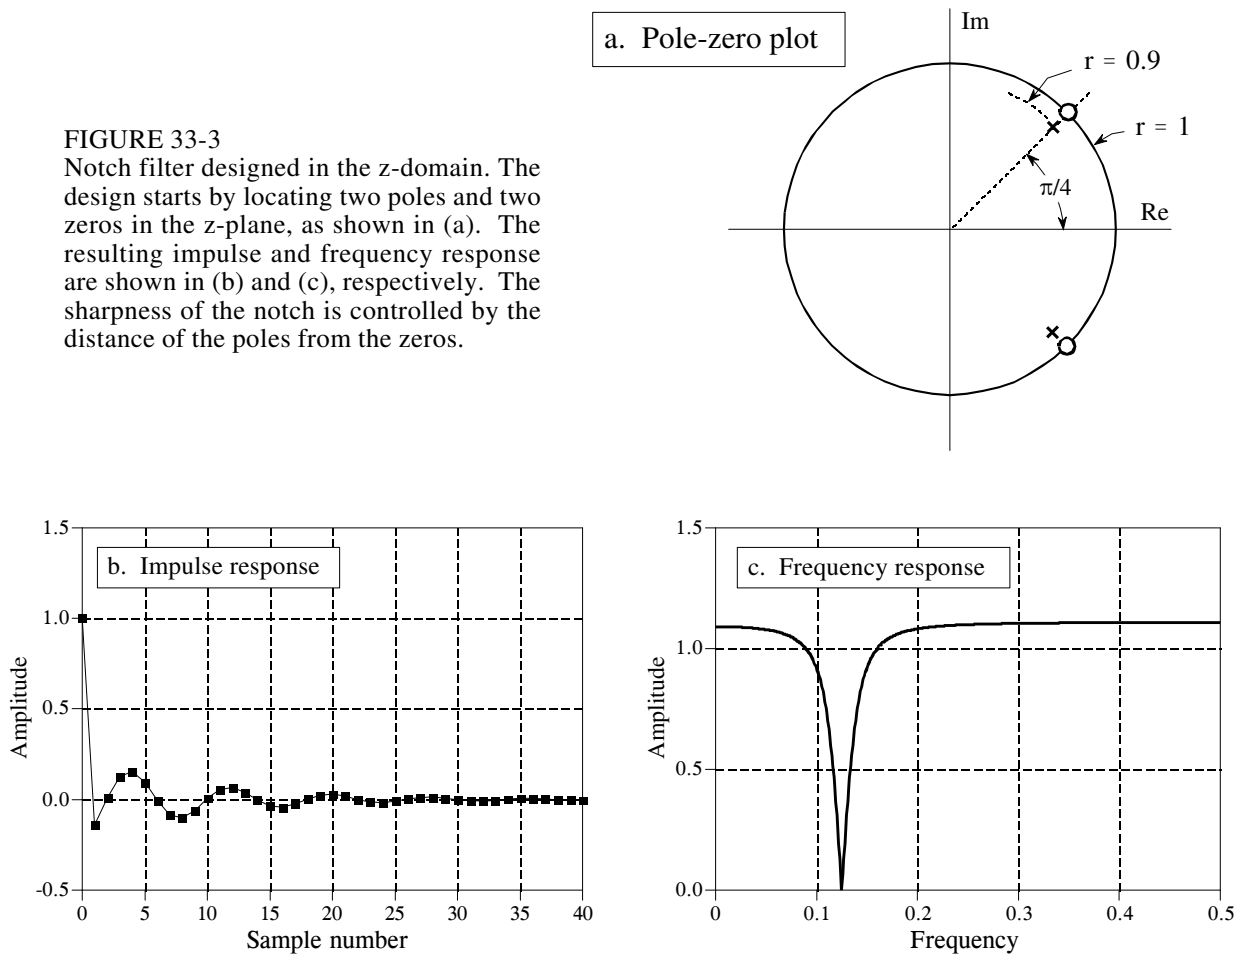 FIGURE 33-3
Notch filter designed in the z-domain. The
design starts by locating two poles and two
zeros in the z-plane, as shown in (a). The
resulting impulse and frequency response
are shown in (b) and (c), respectively. The
sharpness of the notch is controlled by the
distance of the poles from the zeros.
a. Pole-zero plot
Im
r = 0.9
r = 1
π/4
Re
b. Impulse response
1.5
1.0
0.5
0.0
-0.5
Amplitude
0 5 10 15 20 25 30 35 40
Sample number
c. Frequency response
1.5
1.0
0.5
0.0
Amplitude
0 0.1 0.2 0.3 0.4 0.5
Frequency